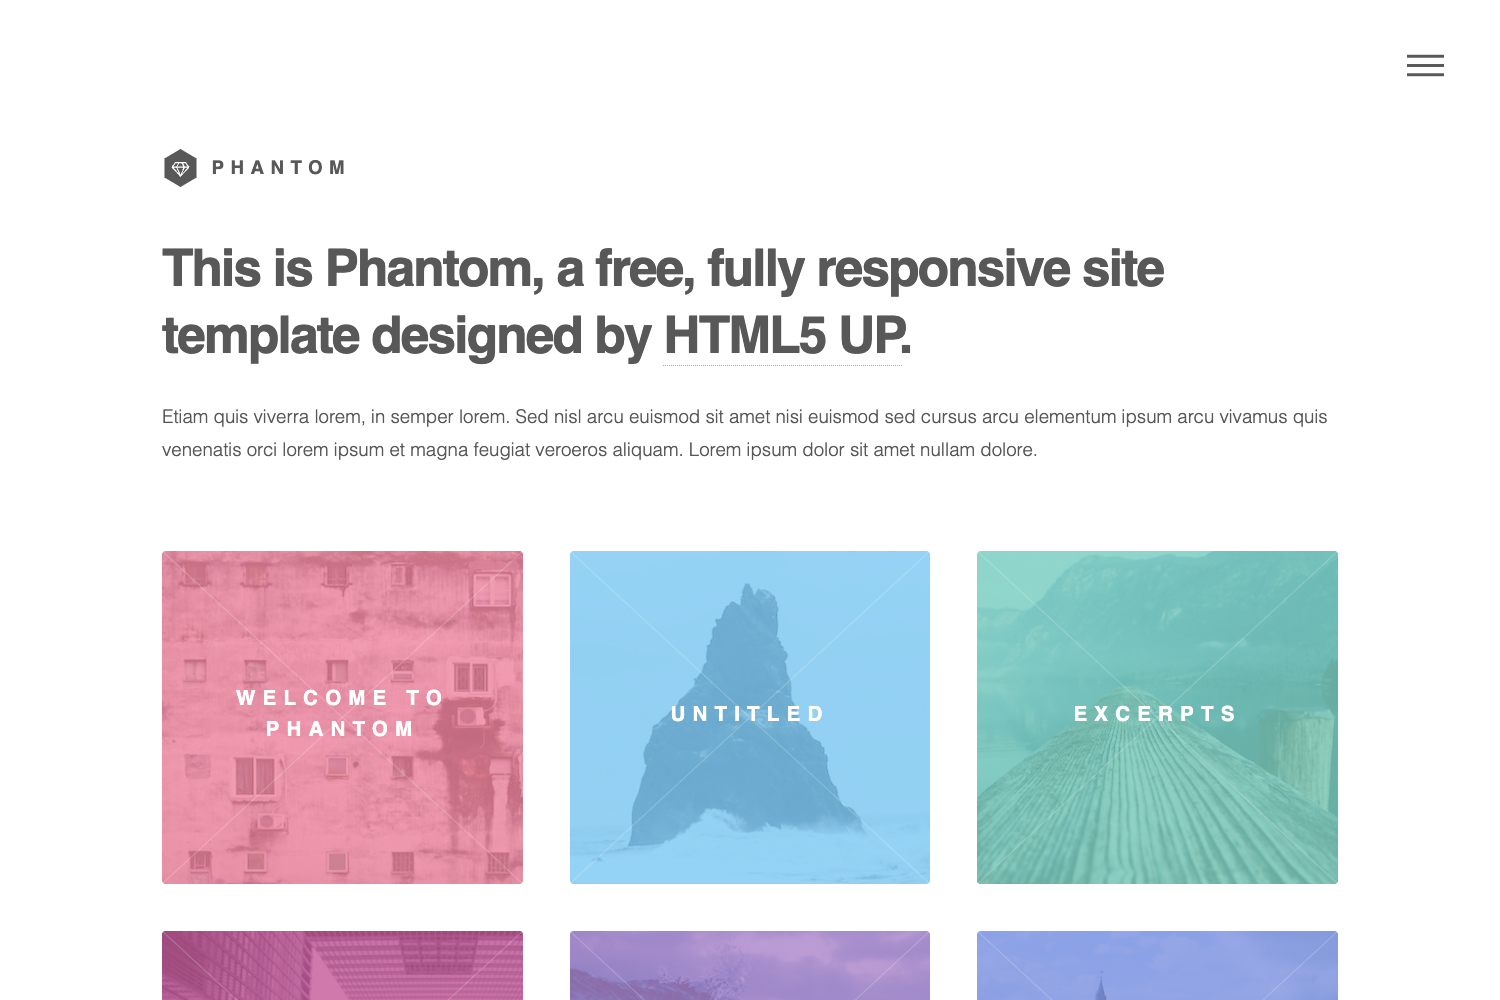 PHANTOM
This is Phantom, a free, fully responsive site
template designed by HTML5 UP.
Etiam quis viverra lorem, in semper lorem. Sed nisl arcu euismod sit amet nisi euismod sed cursus arcu elementum ipsum arcu vivamus quis
venenatis orci lorem ipsum et magna feugiat veroeros aliquam. Lorem ipsum dolor sit amet nullam dolore.
WELCOME TO
PHANTOM
UNTITLED
EXCERPTS